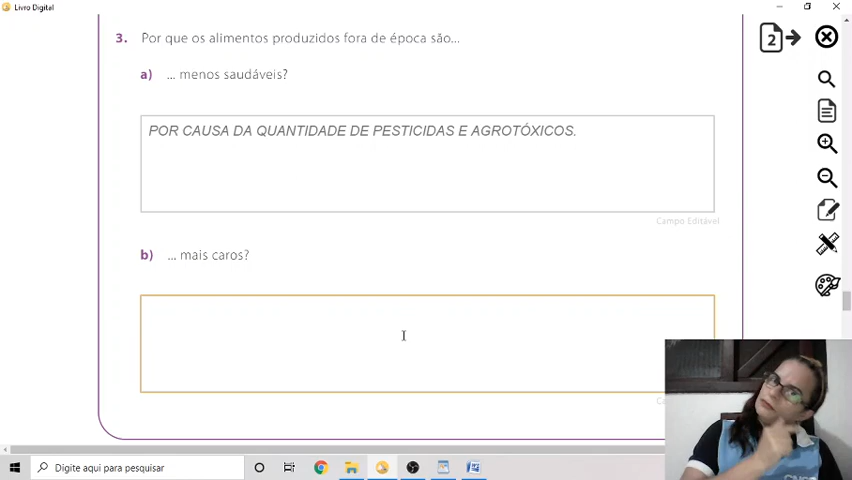 Livro Digital
3. Por que os alimentos produzidos fora de época são...
2
a) ... menos saudáveis?
POR CAUSA DA QUANTIDADE DE PESTICIDAS E AGROTÓXICOS.
Campo Editável
b) ... mais caros?
Digite aqui para pesquisar